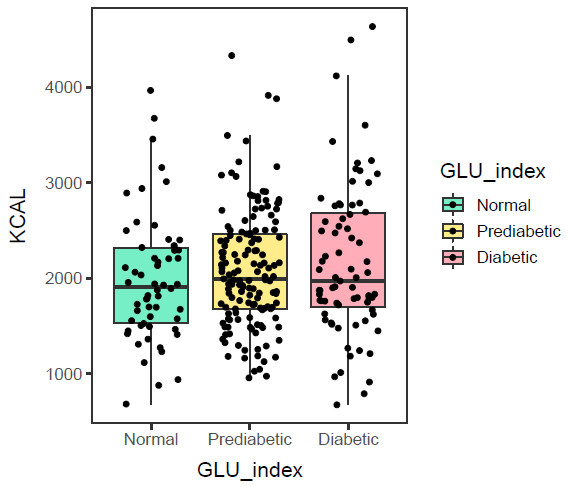 KCAL
4000
3000
2000
1000
Normal Prediabetic Diabetic
GLU_index
GLU_index
Normal
Prediabetic
Diabetic